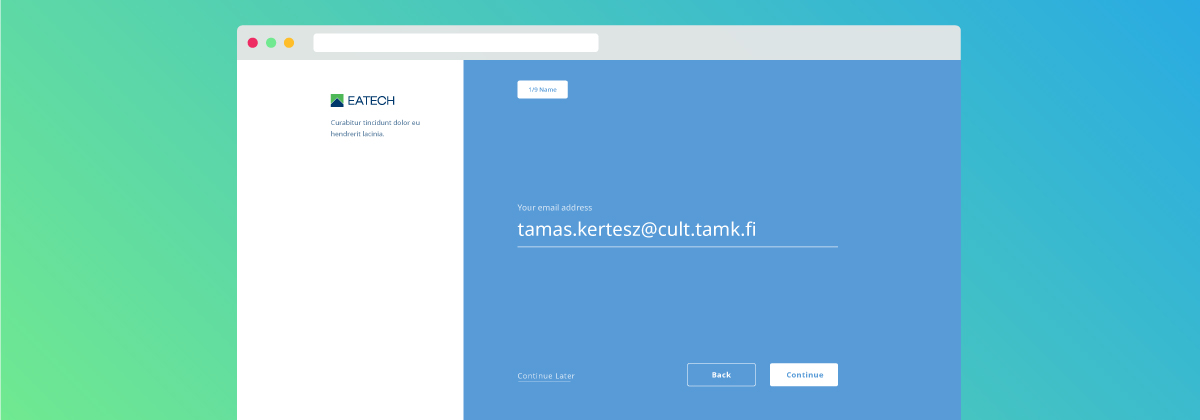 EATECH
Curabitur tincidunt dolor eu
hendrerit lacinia.
1/9 Name
Your email address
tamas.kertesz@cult.tamk.fi
Continue Later
Back
Continue